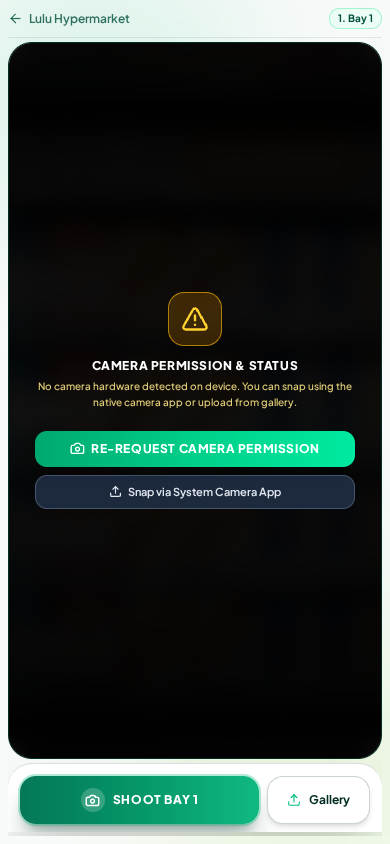 Lulu Hypermarket
1. Bay 1
CAMERA PERMISSION & STATUS
No camera hardware detected on device. You can snap using the
native camera app or upload from gallery.
RE-REQUEST CAMERA PERMISSION
Snap via System Camera App
SHOOT BAY 1
Gallery